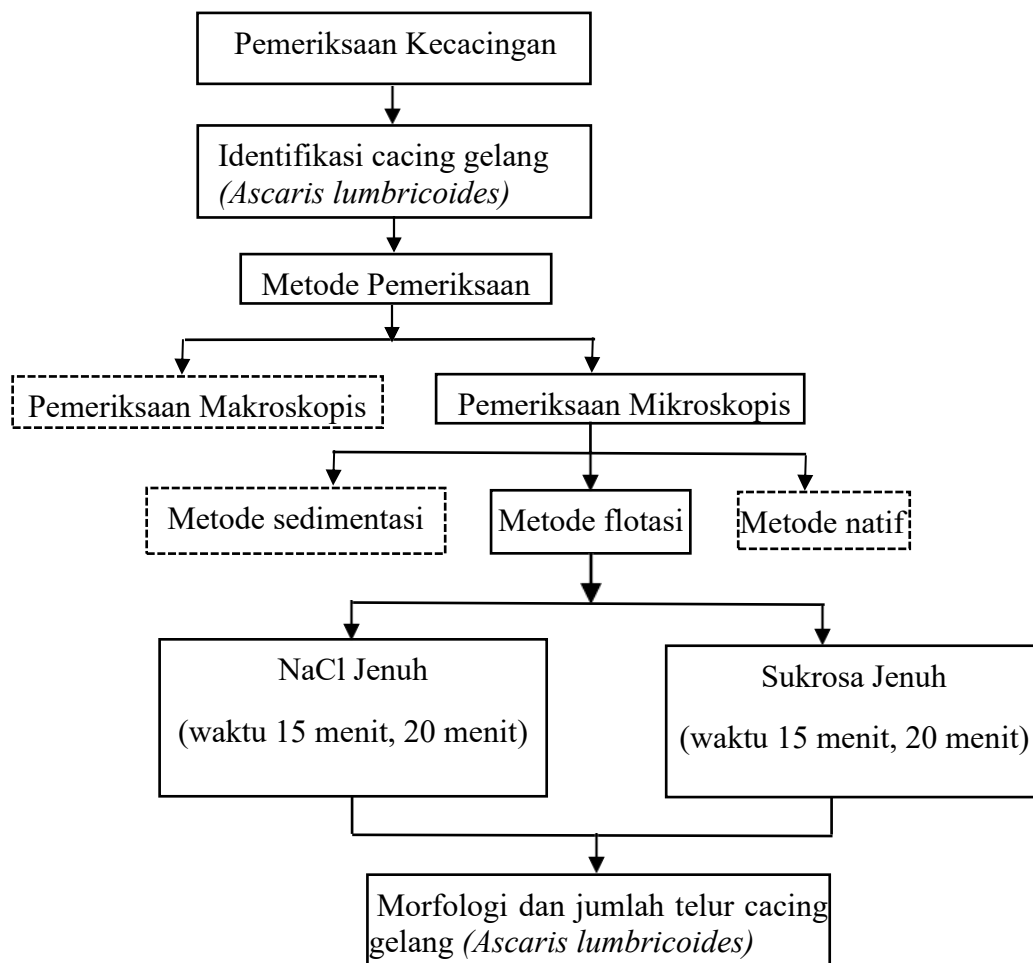 Pemeriksaan Kecacingan
Identifikasi cacing gelang
(Ascaris lumbricoides)
Metode Pemeriksaan
Pemeriksaan Makroskopis
Pemeriksaan Mikroskopis
Metode sedimentasi
Metode flotasi
Metode natif
NaCl Jenuh
(waktu 15 menit, 20 menit)
Sukrosa Jenuh
(waktu 15 menit, 20 menit)
Morfologi dan jumlah telur cacing
gelang (Ascaris lumbricoides)